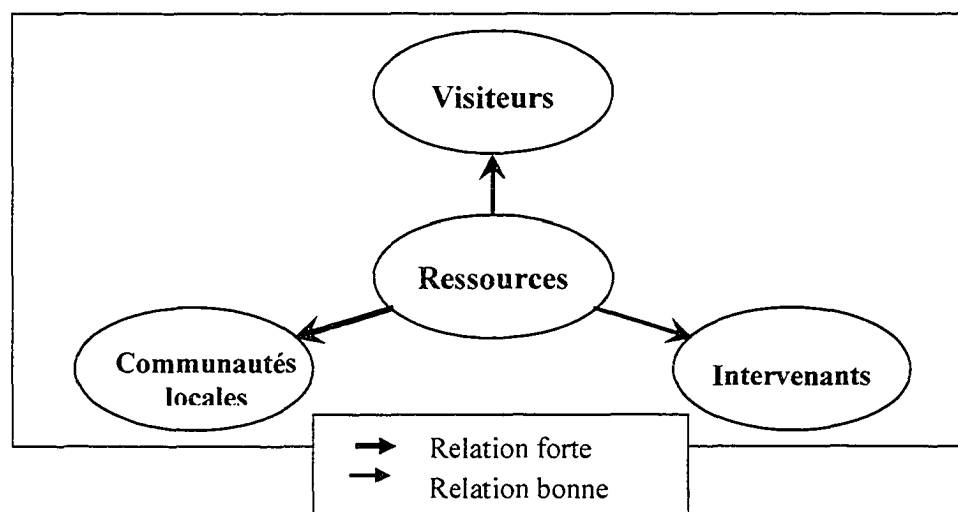 Visiteurs
Ressources
Communautés
locales
Intervenants
Relation forte
Relation bonne